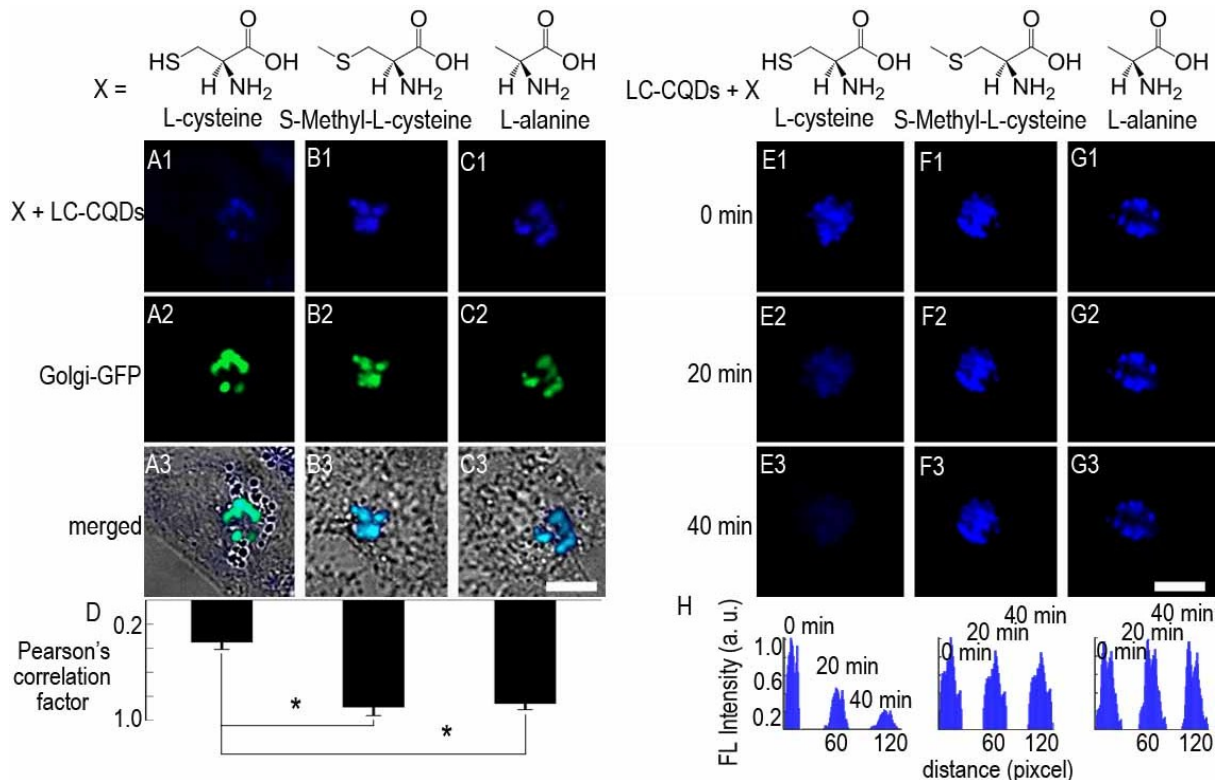 X =
O
HS
OH
H
NH2
L-cysteine
O
S
OH
H
NH2
S-Methyl-L-cysteine
O
OH
H
NH2
L-alanine
LC-CQDs + X
O
HS
OH
H
NH2
L-cysteine
O
S
OH
H
NH2
S-Methyl-L-cysteine
O
OH
H
NH2
L-alanine
X + LC-CQDs
A1
B1
C1
Golgi-GFP
A2
B2
C2
merged
A3
B3
C3
0 min
E1
F1
G1
20 min
E2
F2
G2
40 min
E3
F3
G3
D
Pearson's
correlation
factor
0.2
1.0
*
*
H
FL Intensity (a. u.)
1.0
0.6
0.2
0 min
20 min
40 min
60 120
0 min
20 min
40 min
60 120
0 min
20 min
40 min
60 120
distance (pixcel)